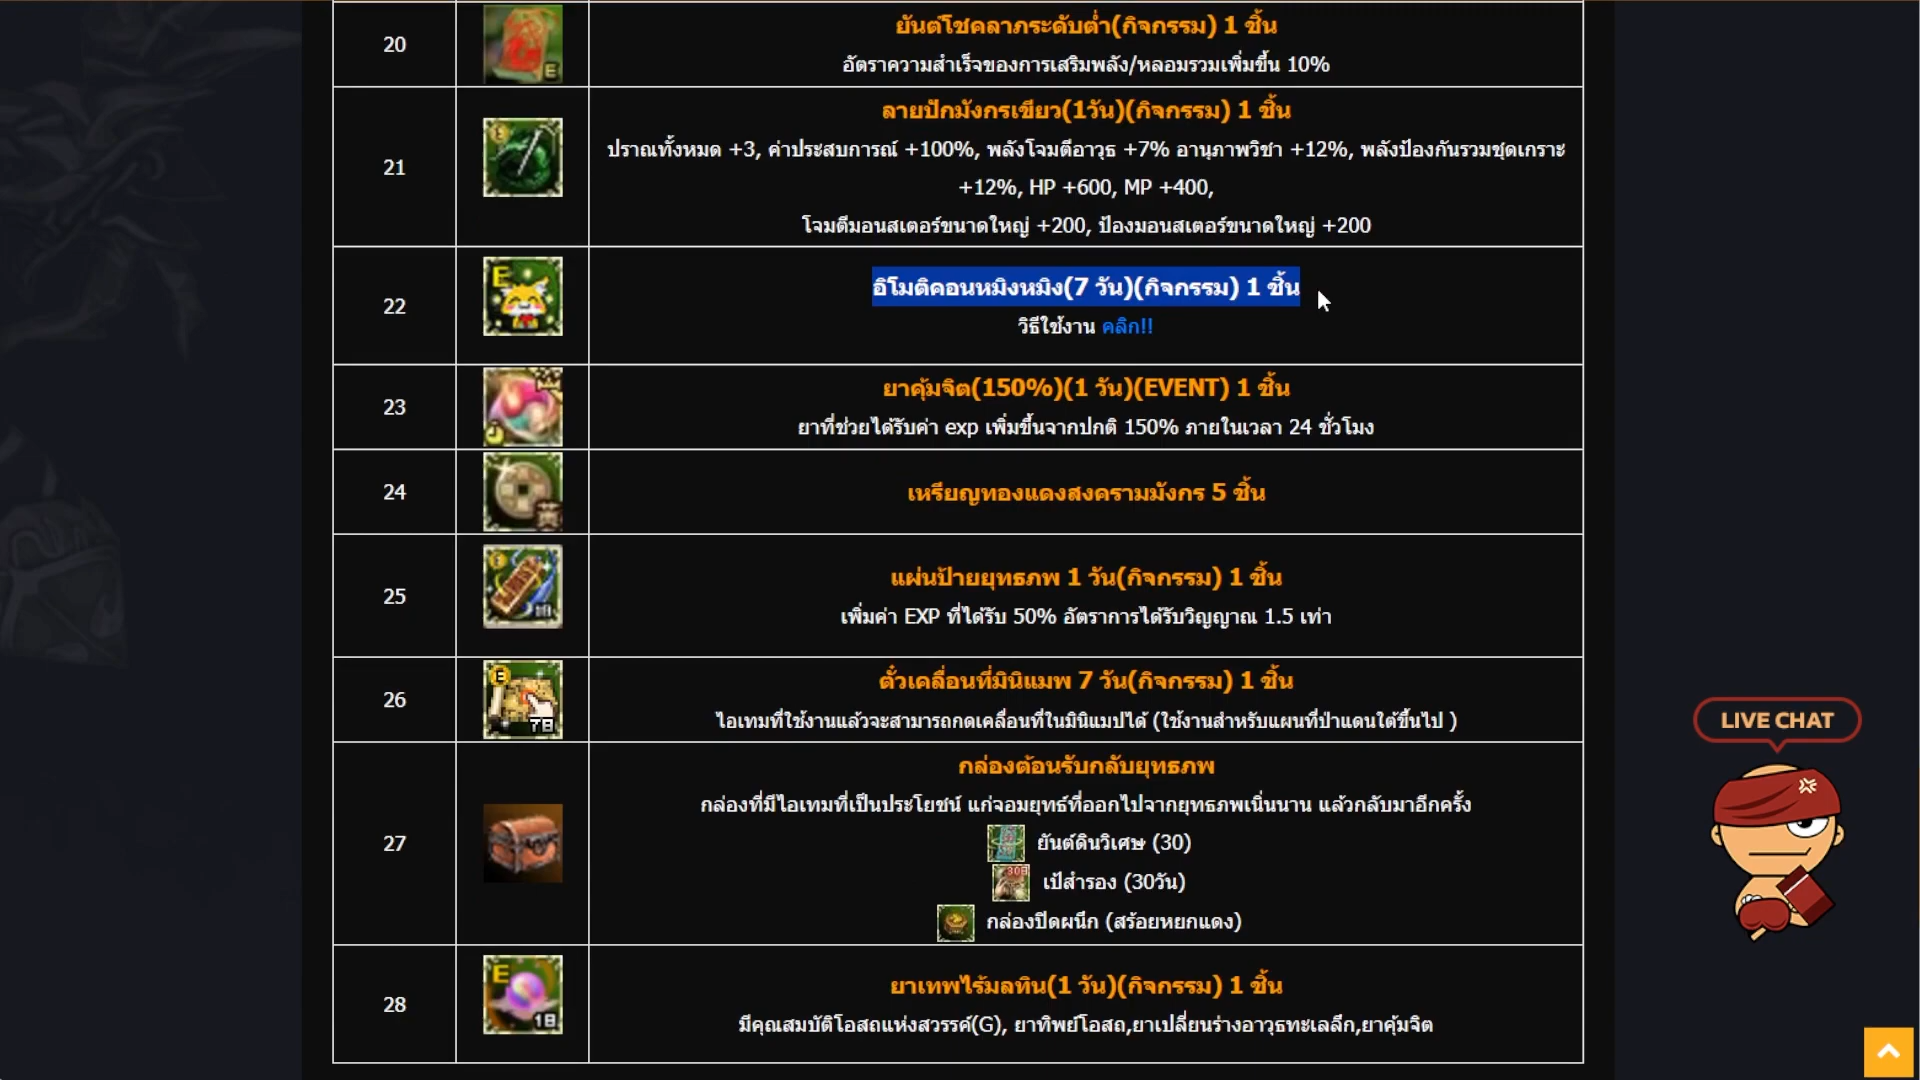 20
ยันต์โชคลาภระดับต่ำ(กิจกรรม) 1 ชิ้น
อัตราความสำเร็จของการเสริมพลัง/หลอมรวมเพิ่มขึ้น 10%
21
ลายปักมังกรเขียว(1วัน)(กิจกรรม) 1 ชิ้น
ปราณทั้งหมด +3, ค่าประสบการณ์ +100%, พลังโจมตีอาวุธ +7% อานุภาพวิชา +12%, พลังป้องกันรวมชุดเกราะ
+12%, HP +600, MP +400,
โจมตีมอนสเตอร์ขนาดใหญ่ +200, ป้องมอนสเตอร์ขนาดใหญ่ +200
22
E
อิโมติคอนหมิงหมิง(7 วัน)(กิจกรรม) 1 ชิ้น
วิธีใช้งาน คลิก!!
23
ยาคุ้มจิต(150%)(1 วัน)(EVENT) 1 ชิ้น
ยาที่ช่วยได้รับค่า exp เพิ่มขึ้นจากปกติ 150% ภายในเวลา 24 ชั่วโมง
24
เหรียญทองแดงสงครามมังกร 5 ชิ้น
25
แผ่นป้ายยุทธภพ 1 วัน(กิจกรรม) 1 ชิ้น
เพิ่มค่า EXP ที่ได้รับ 50% อัตราการได้รับวิญญาณ 1.5 เท่า
26
ตั๋วเคลื่อนที่มินิแมพ 7 วัน(กิจกรรม) 1 ชิ้น
ไอเทมที่ใช้งานแล้วจะสามารถกดเคลื่อนที่ในมินิแมปได้ (ใช้งานสำหรับแผนที่ป่าแดนใต้ขึ้นไป )
27
กล่องต้อนรับกลับยุทธภพ
กล่องที่มีไอเทมที่เป็นประโยชน์ แก่จอมยุทธ์ที่ออกไปจากยุทธภพเนิ่นนาน แล้วกลับมาอีกครั้ง
ยันต์ดินวิเศษ (30)
เป้สำรอง (30วัน)
กล่องปิดผนึก (สร้อยหยกแดง)
28
E
ยาเทพไร้มลทิน(1 วัน)(กิจกรรม) 1 ชิ้น
มีคุณสมบัติโอสถแห่งสวรรค์(G), ยาทิพย์โอสถ,ยาเปลี่ยนร่างอาวุธทะเลลึก,ยาคุ้มจิต
LIVE CHAT